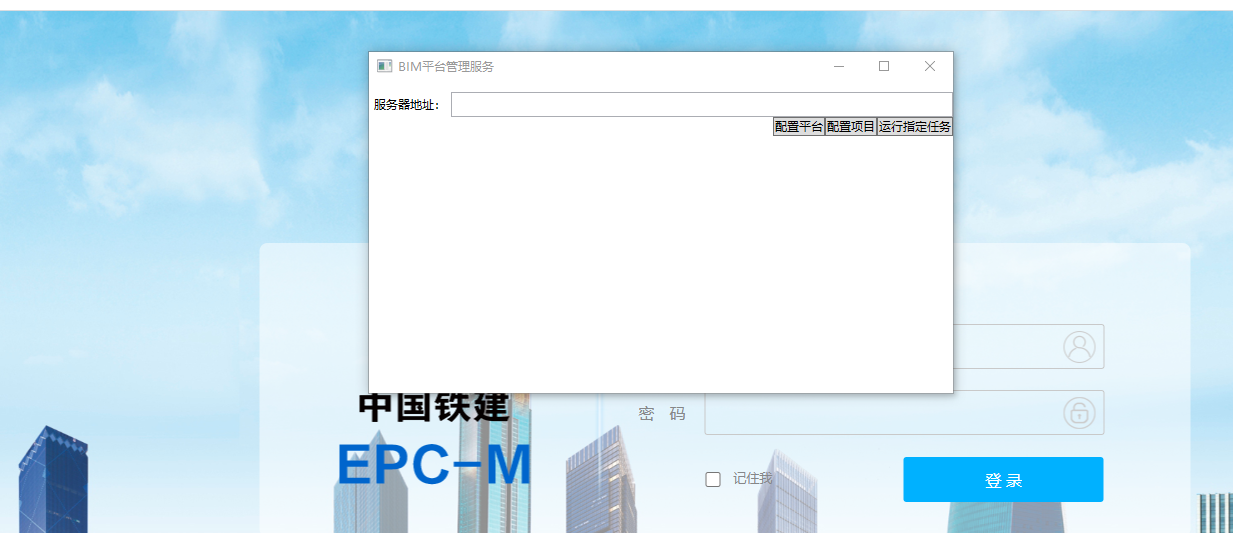 BIM平台管理服务
服务器地址:
配置平台 配置项目 运行指定任务
中国铁建
EPC-M
密 码
记住我
登录